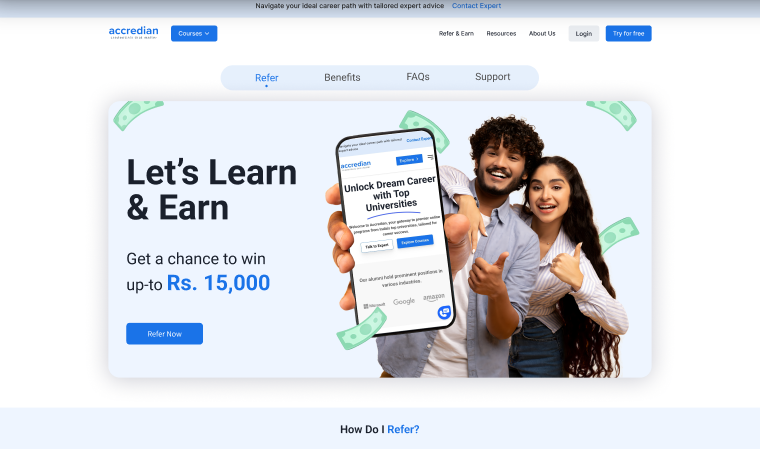 Navigate your ideal career path with tailored expert advice Contact Expert
accredian
credentials that matter
Courses
Refer & Earn Resources About Us Login Try for free
Refer Benefits FAQs Support
Let's Learn
& Earn
Get a chance to win
up-to Rs. 15,000
Refer Now
Navigate your ideal career path with tailored
expert advice
Contact Expert
accredian
Explore
Unlock Dream Career
with Top
Universities
Welcome to Accredian, your gateway to premier online
programs from India's top universities, tailored for
career success.
Talk to Expert Explore Courses
Our alumni hold prominent positions in
various industries.
Microsoft Google amazon
How Do I Refer?